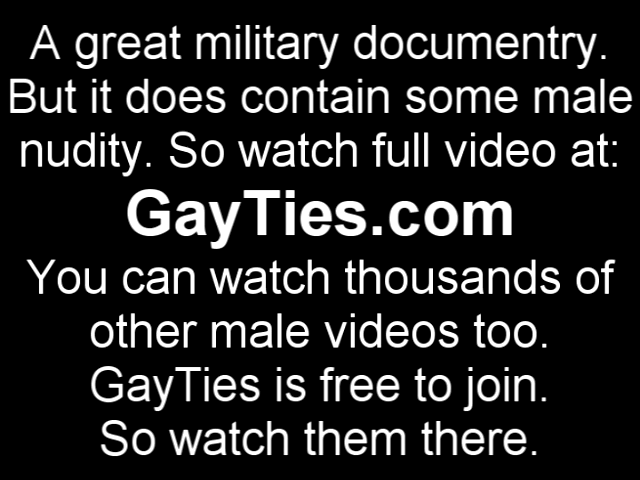 A great military documentry.
But it does contain some male
nudity. So watch full video at:
GayTies.com
You can watch thousands of
other male videos too.
GayTies is free to join.
So watch them there.